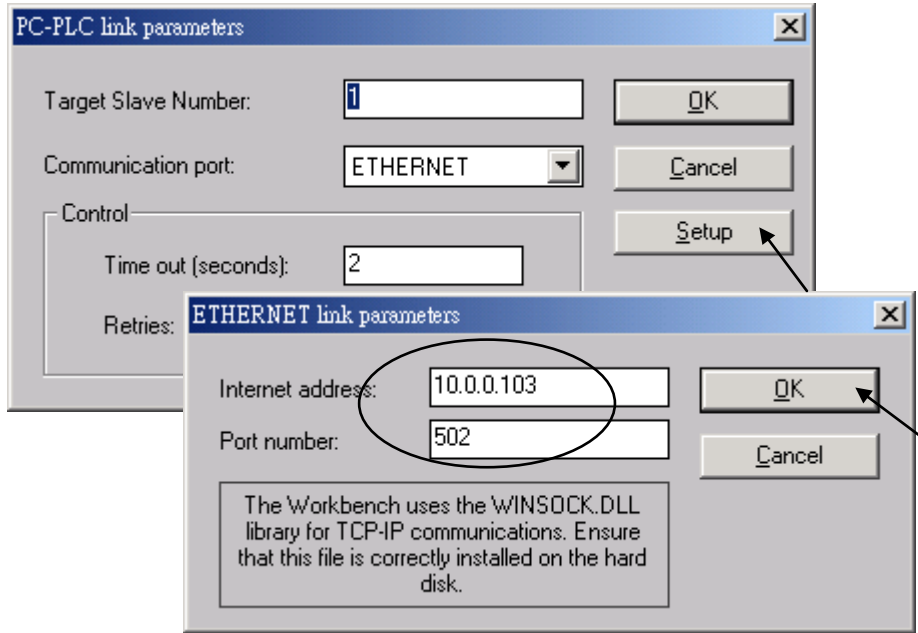 PC-PLC link parameters
Target Slave Number:
1
OK
Communication port:
ETHERNET
Cancel
Control
Setup
Time out (seconds):
2
Retries:
ETHERNET link parameters
Internet address:
10.0.0.103
OK
Port number:
502
Cancel
The Workbench uses the WINSOCK.DLL
library for TCP-IP communications. Ensure
that this file is correctly installed on the hard
disk.